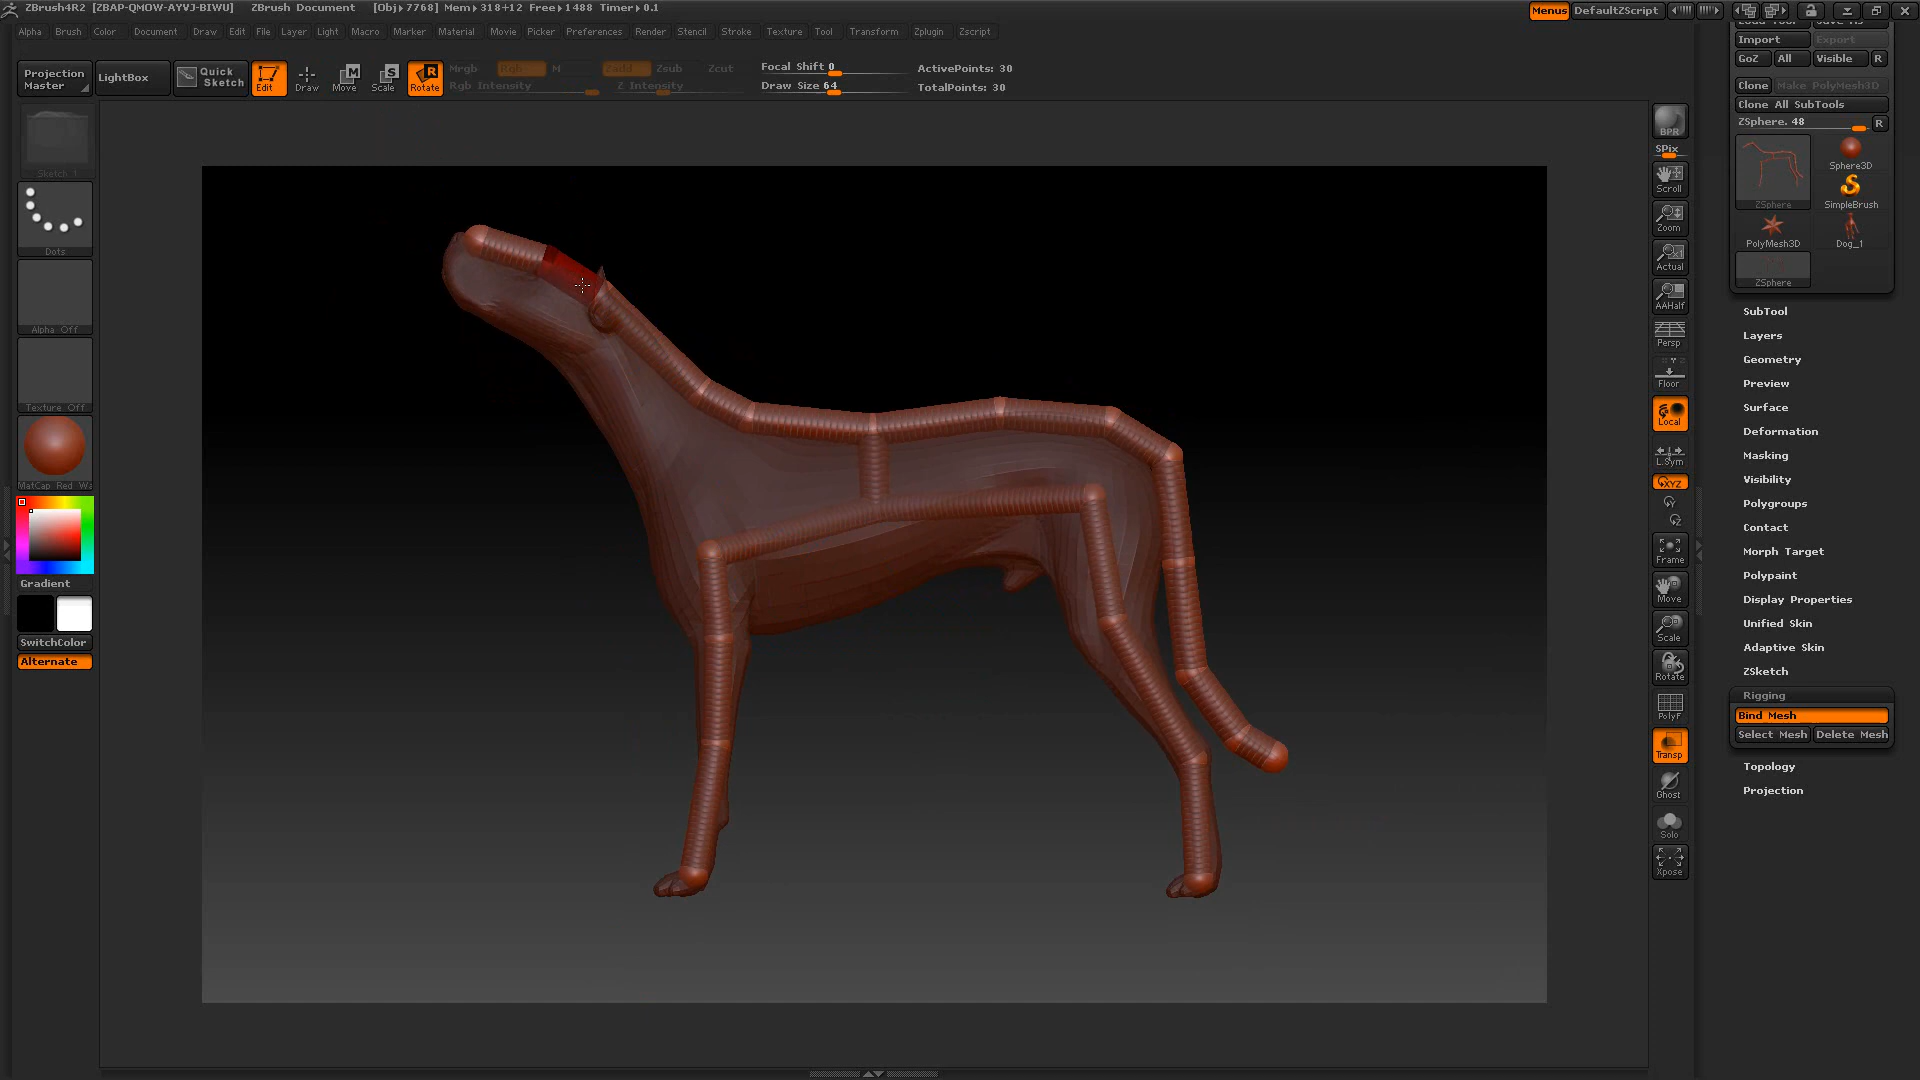 ZBrush4R2 [ZBAP-QMOW-AYVJ-BIWU] ZBrush Document [Obj▸7768] Mem▸318+12 Free▸1488 Timer▸0.1 Menus DefaultZScript
Alpha Brush Color Document Draw Edit File Layer Light Macro Marker Material Movie Picker Preferences Render Stencil Stroke Texture Tool Transform Zplugin Zscript
Projection Master
LightBox
Quick Sketch
Edit
Draw
Move
Scale
Rotate
Mrgb Rgb M
Rgb Intensity
Zadd Zsub Zcut
Z Intensity
Focal Shift 0
Draw Size 64
ActivePoints: 30
TotalPoints: 30
Sketch 1
Dots
Alpha Off
Texture Off
MatCap Red Wa
Gradient
SwitchColor
Alternate
BPR
SPix
Scroll
Zoom
Actual
AAHalf
Persp
Floor
Local
L.Sym
XYZ
Y
Z
Frame
Move
Scale
Rotate
PolyF
Transp
Ghost
Solo
Xpose
Import Export
GoZ All Visible R
Clone Make PolyMesh3D
Clone All SubTools
ZSphere. 48 R
ZSphere
Sphere3D
SimpleBrush
PolyMesh3D
Dog_1
ZSphere
SubTool
Layers
Geometry
Preview
Surface
Deformation
Masking
Visibility
Polygroups
Contact
Morph Target
Polypaint
Display Properties
Unified Skin
Adaptive Skin
ZSketch
Rigging
Bind Mesh
Select Mesh Delete Mesh
Topology
Projection